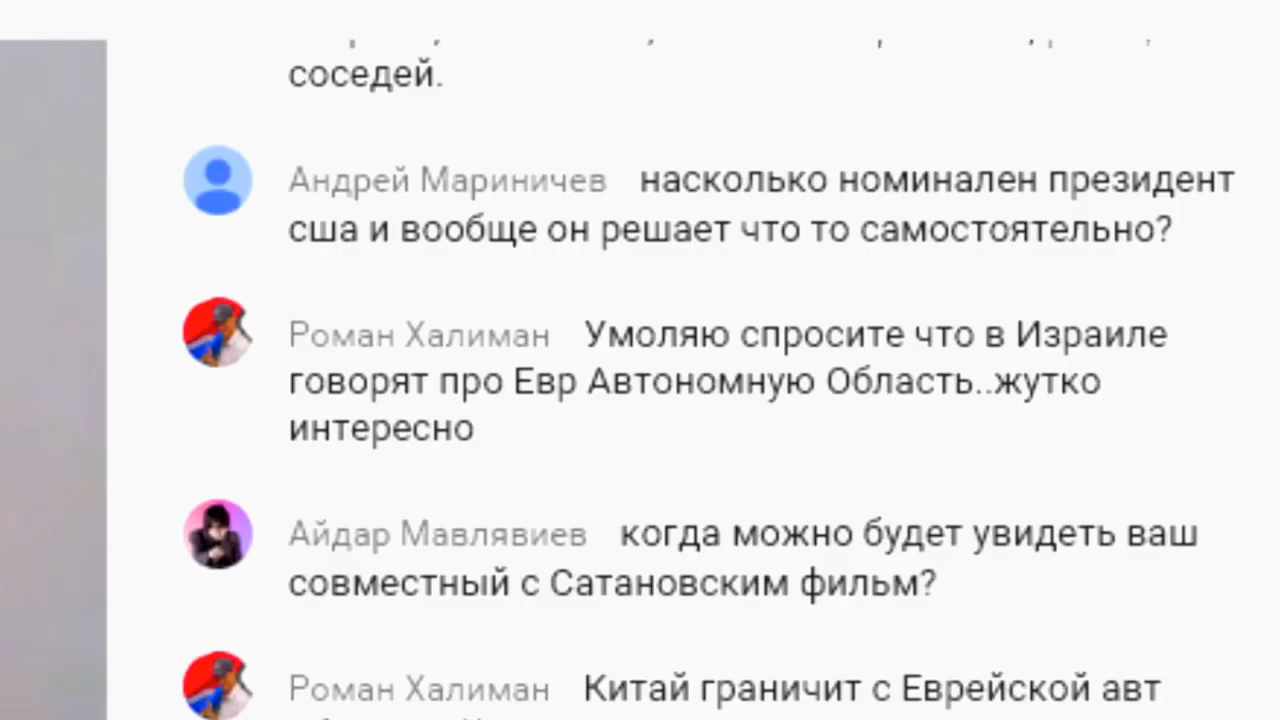 соседей.
Андрей Мариничев насколько номинален президент
сша и вообще он решает что то самостоятельно?
Роман Халиман Умоляю спросите что в Израиле
говорят про Евр Автономную Область..жутко
интересно
Айдар Мавлявиев когда можно будет увидеть ваш
совместный с Сатановским фильм?
Роман Халиман Китай граничит с Еврейской авт